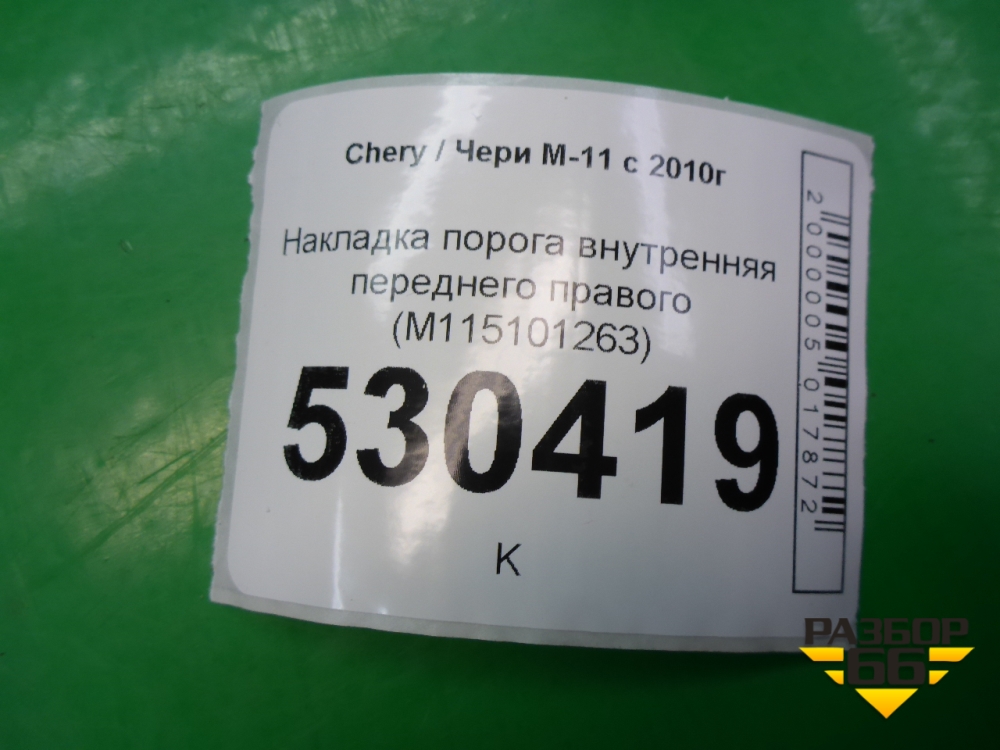 Chery / Чери М-11 с 2010г
Накладка порога внутренняя
переднего правого
(M115101263)
530419
К
2000005017872
РАЗБОР
66